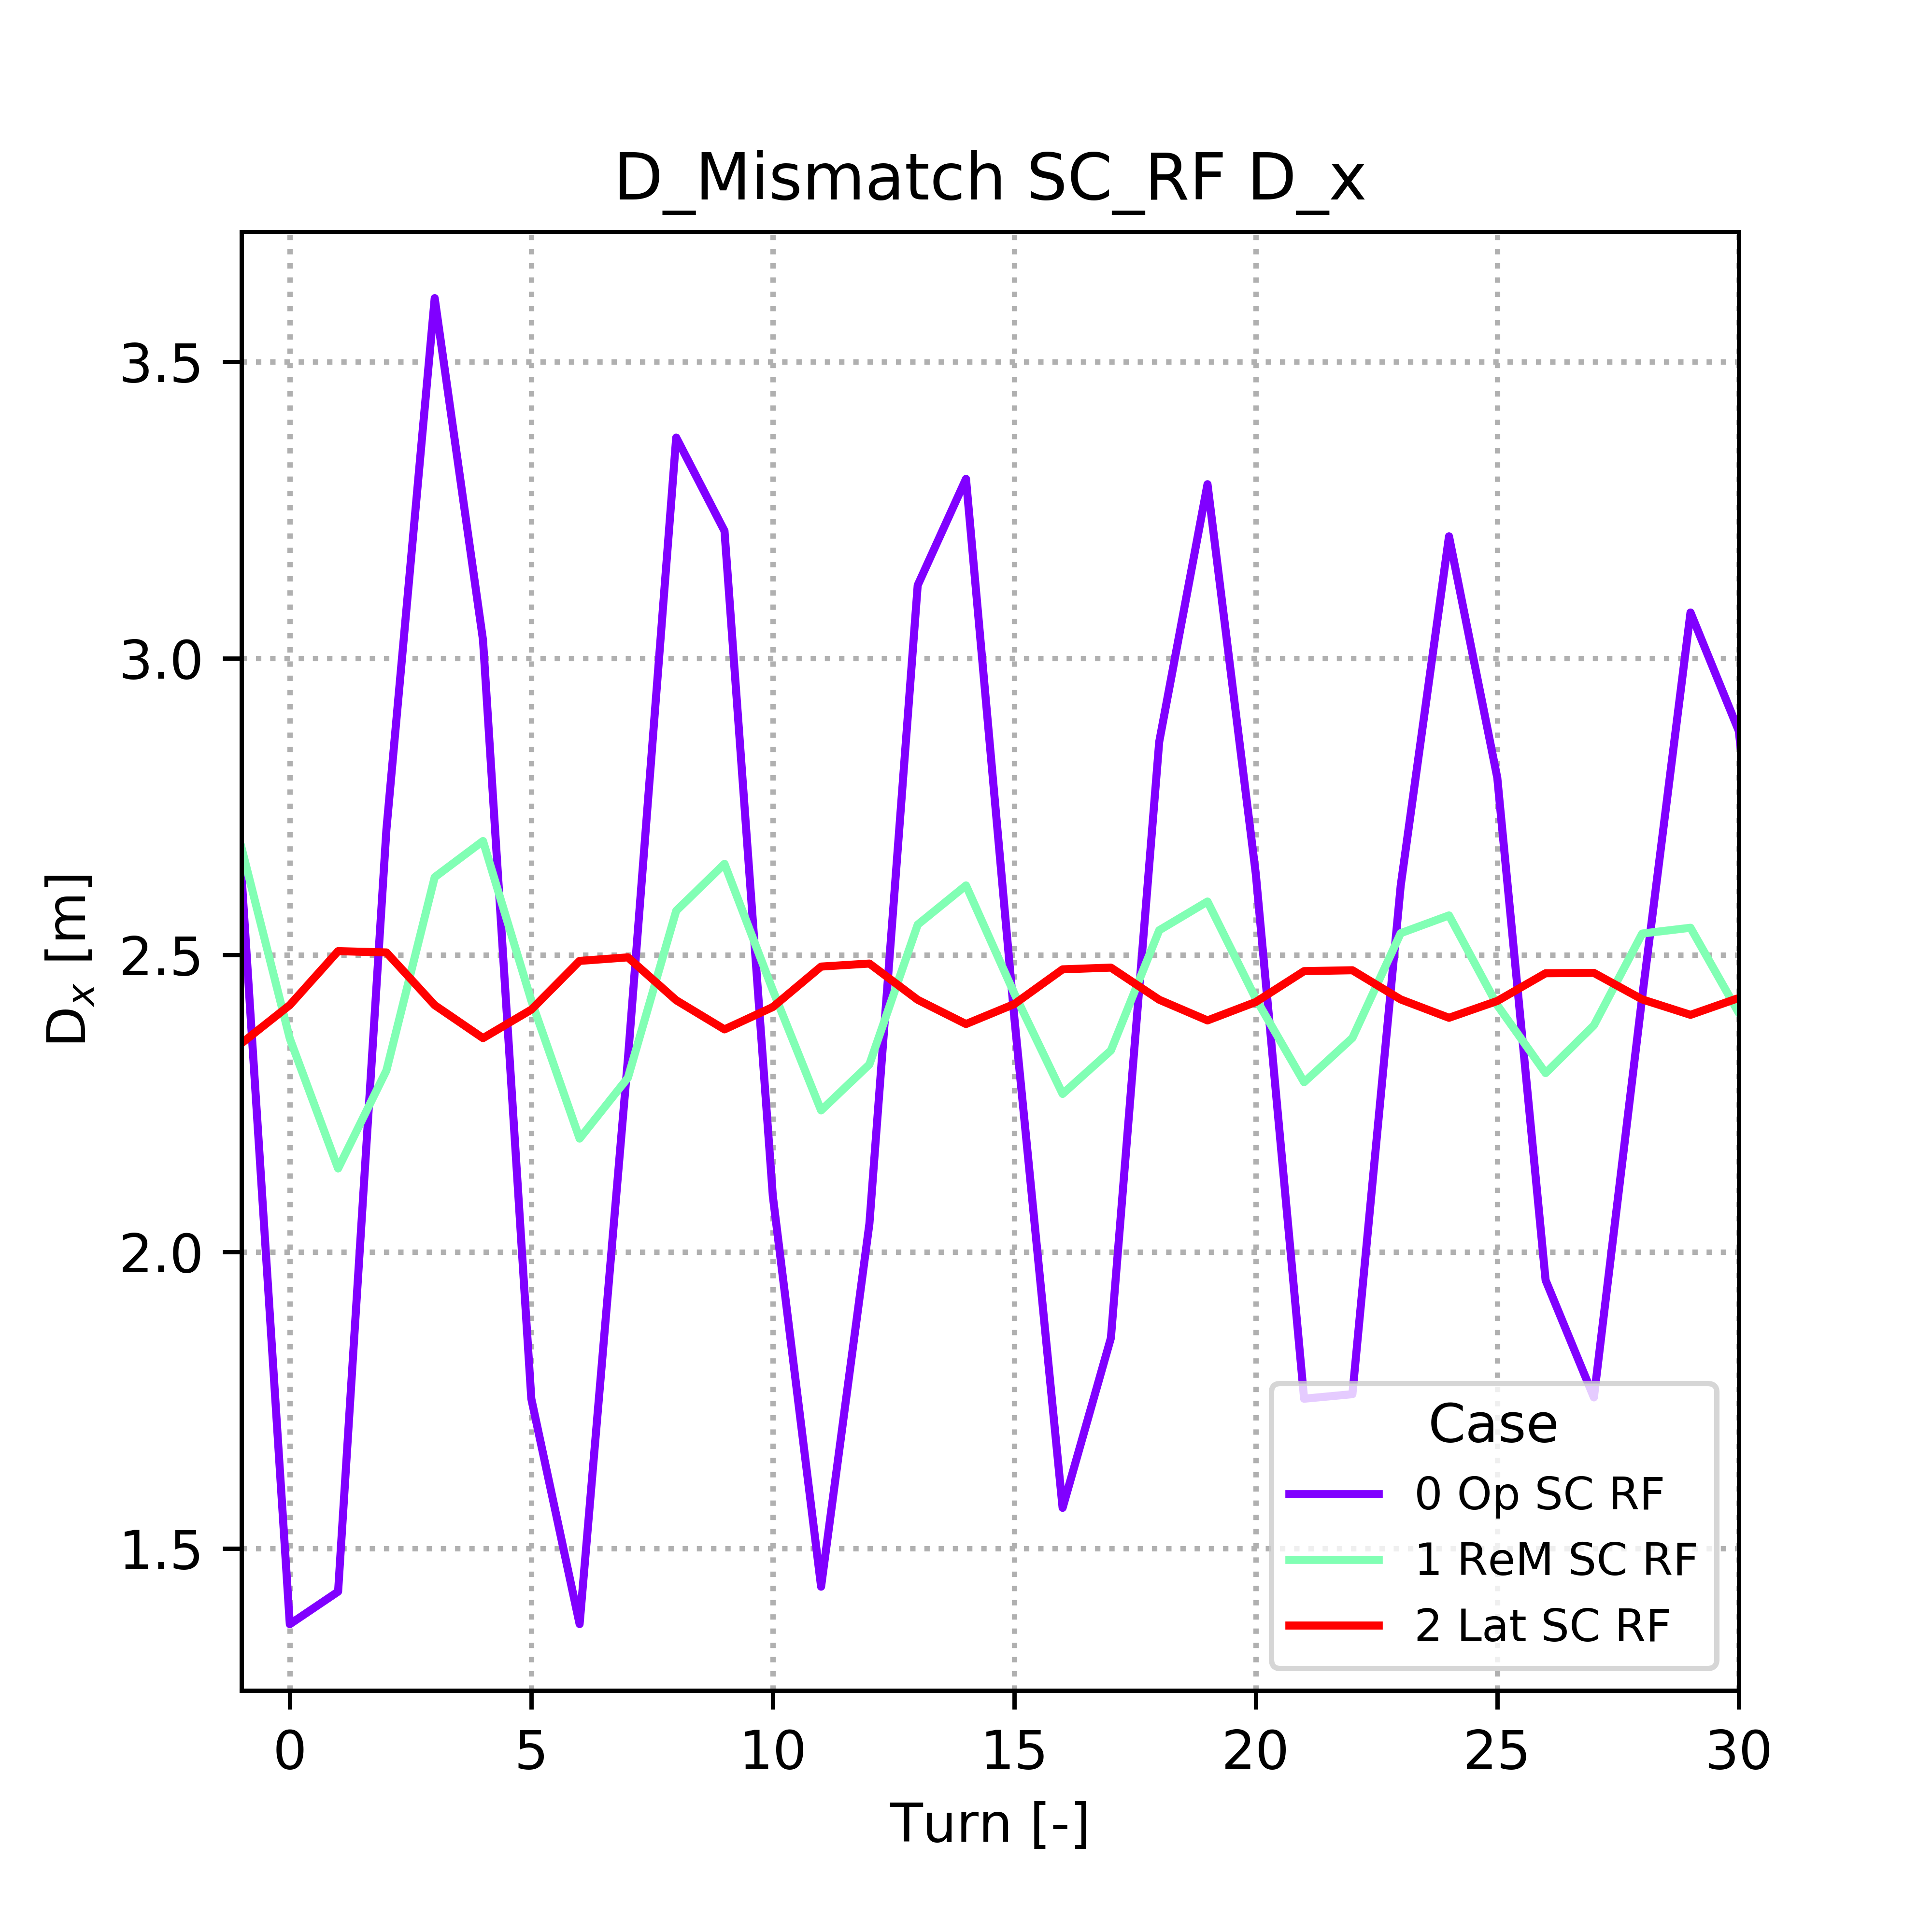 D_Mismatch SC_RF D_x
D_x [m]
3.5
3.0
2.5
2.0
1.5
0 5 10 15 20 25 30
Turn [-]
Case
0 Op SC RF
1 ReM SC RF
2 Lat SC RF